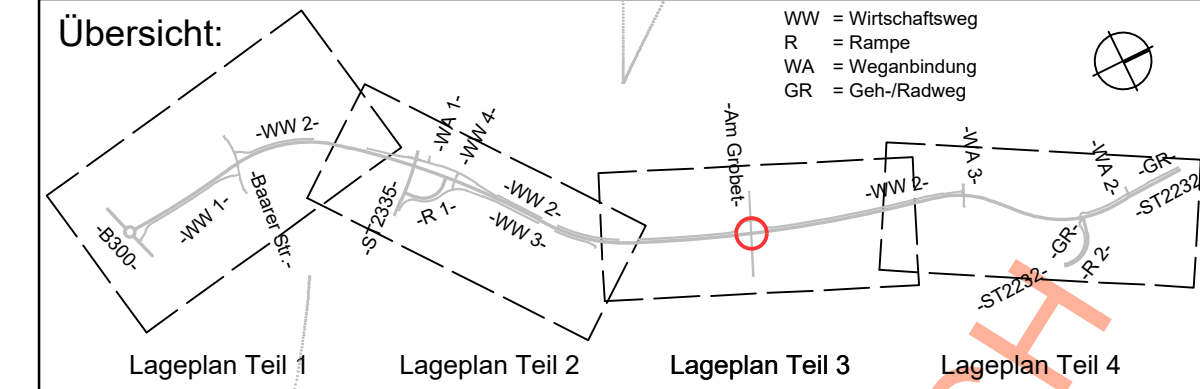 Übersicht:
WW = Wirtschaftsweg
R = Rampe
WA = Weganbindung
GR = Geh-/Radweg
-B300-
-WW 1-
-WW 2-
-Baarer Str.-
-ST2335-
-R 1-
-WA 1-
-WW 4-
-WW 2-
-WW 3-
-Am Grobet-
-WW 2-
-WA 3-
-WA 2-
-GR-
-ST2232
-GR-
-R 2-
-ST2232-
Lageplan Teil 1
Lageplan Teil 2
Lageplan Teil 3
Lageplan Teil 4